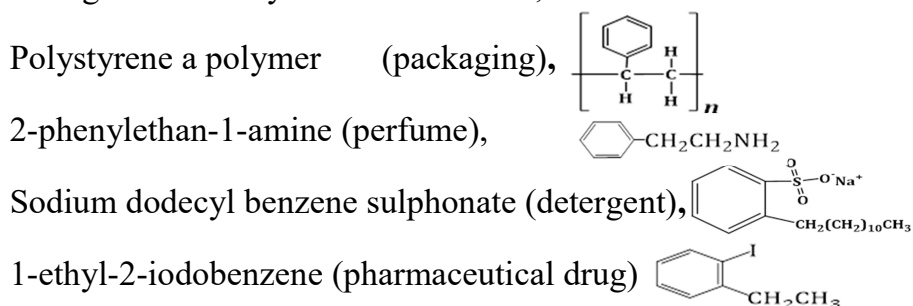 Polystyrene a polymer (packaging),
C
H
H
C
H
n
2-phenylethan-1-amine (perfume),
CH₂CH₂NH₂
Sodium dodecyl benzene sulphonate (detergent),
O
S
O
O⁻Na⁺
CH₂(CH₂)₁₀CH₃
1-ethyl-2-iodobenzene (pharmaceutical drug)
I
CH₂CH₃